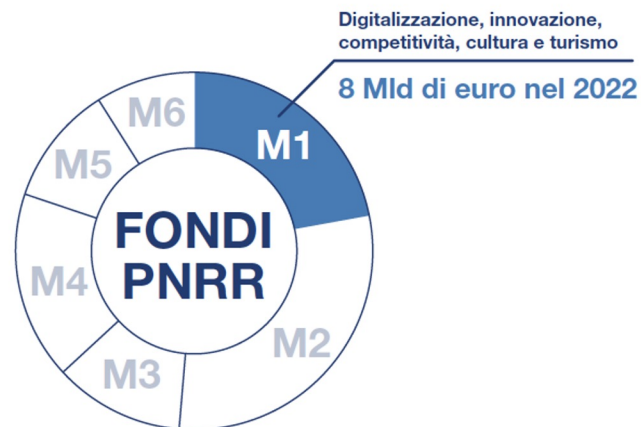 Digitalizzazione, innovazione,
competitività, cultura e turismo
8 Mld di euro nel 2022
M6
M1
M5
FONDI
PNRR
M4
M2
M3